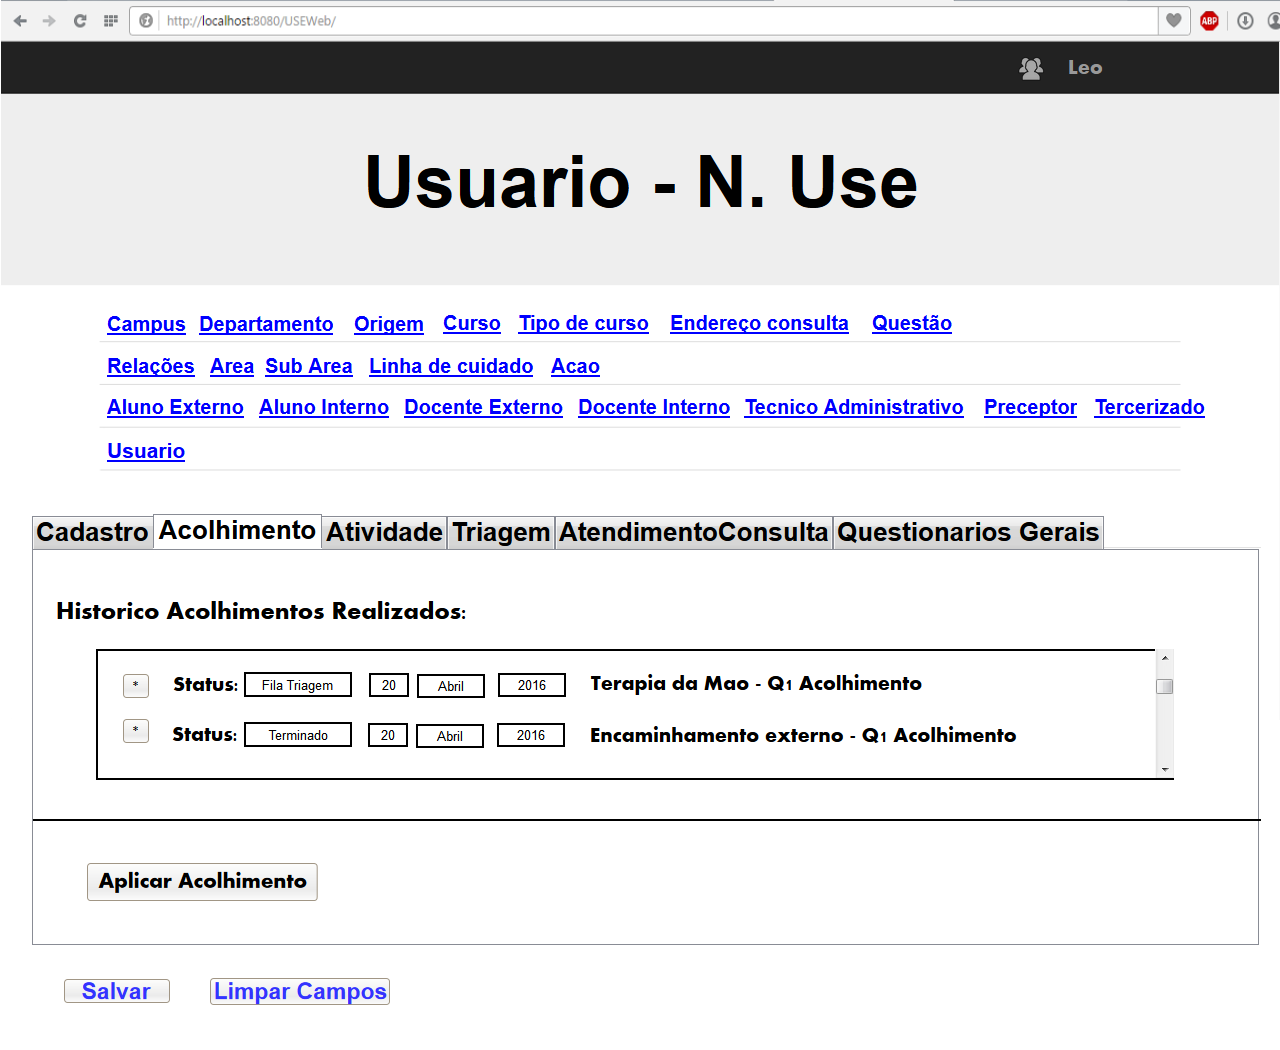 http://localhost:8080/USEWeb/
ABP
Leo
Usuario - N. Use
Campus Departamento Origem Curso Tipo de curso Endereço consulta Questão
Relações Area Sub Area Linha de cuidado Acao
Aluno Externo Aluno Interno Docente Externo Docente Interno Tecnico Administrativo Preceptor Tercerizado
Usuario
Cadastro Acolhimento Atividade Triagem AtendimentoConsulta Questionarios Gerais
Historico Acolhimentos Realizados:
* Status: Fila Triagem 20 Abril 2016 Terapia da Mao - Q1 Acolhimento
* Status: Terminado 20 Abril 2016 Encaminhamento externo - Q1 Acolhimento
Aplicar Acolhimento
Salvar Limpar Campos